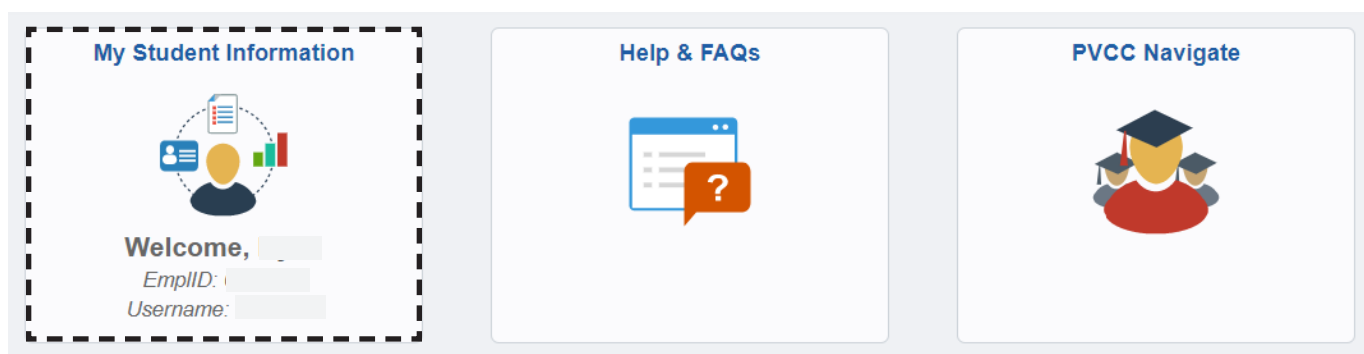 My Student Information
Welcome,
EmplID:
Username:
Help & FAQs
?
PVCC Navigate